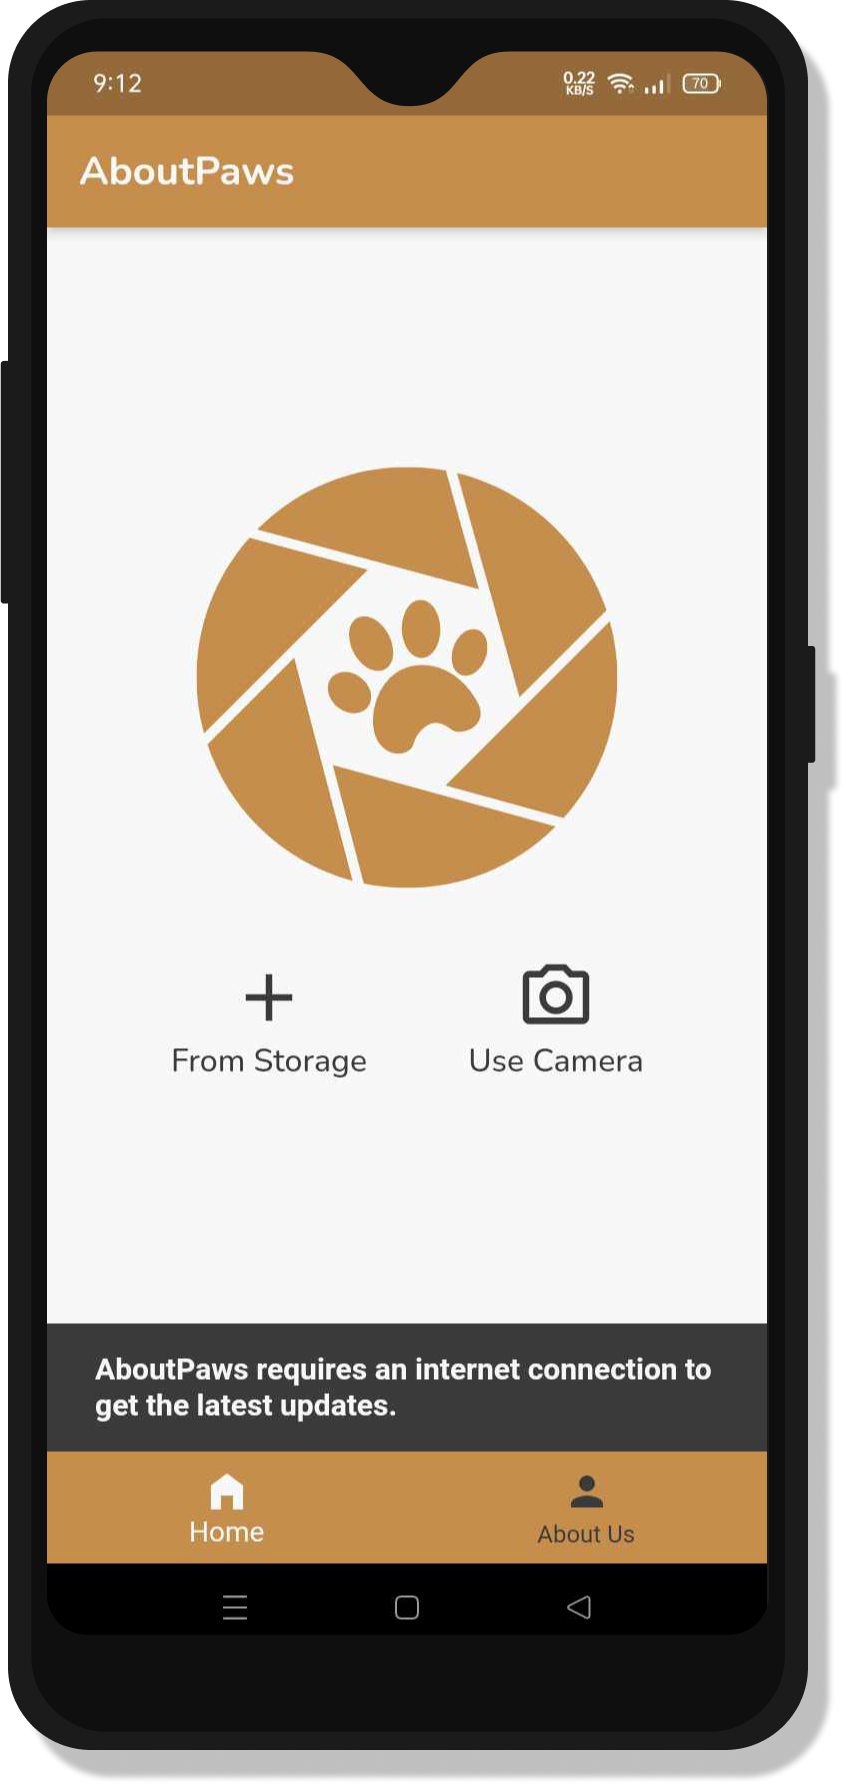 9:12
0.22
KB/S
70
AboutPaws
From Storage
Use Camera
AboutPaws requires an internet connection to
get the latest updates.
Home
About Us